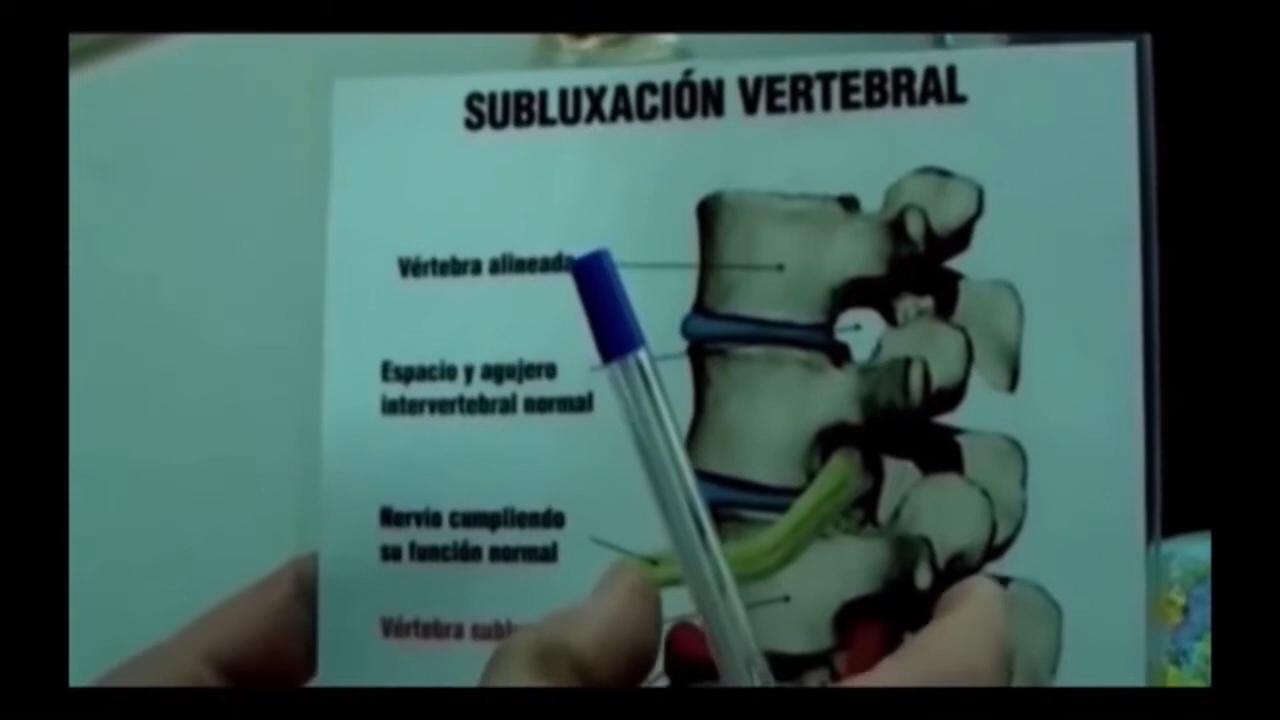 SUBLUXACIÓN VERTEBRAL
Vértebra alineada
Espacio y agujero
intervertebral normal
Nervio cumpliendo
su función normal
Vértebra